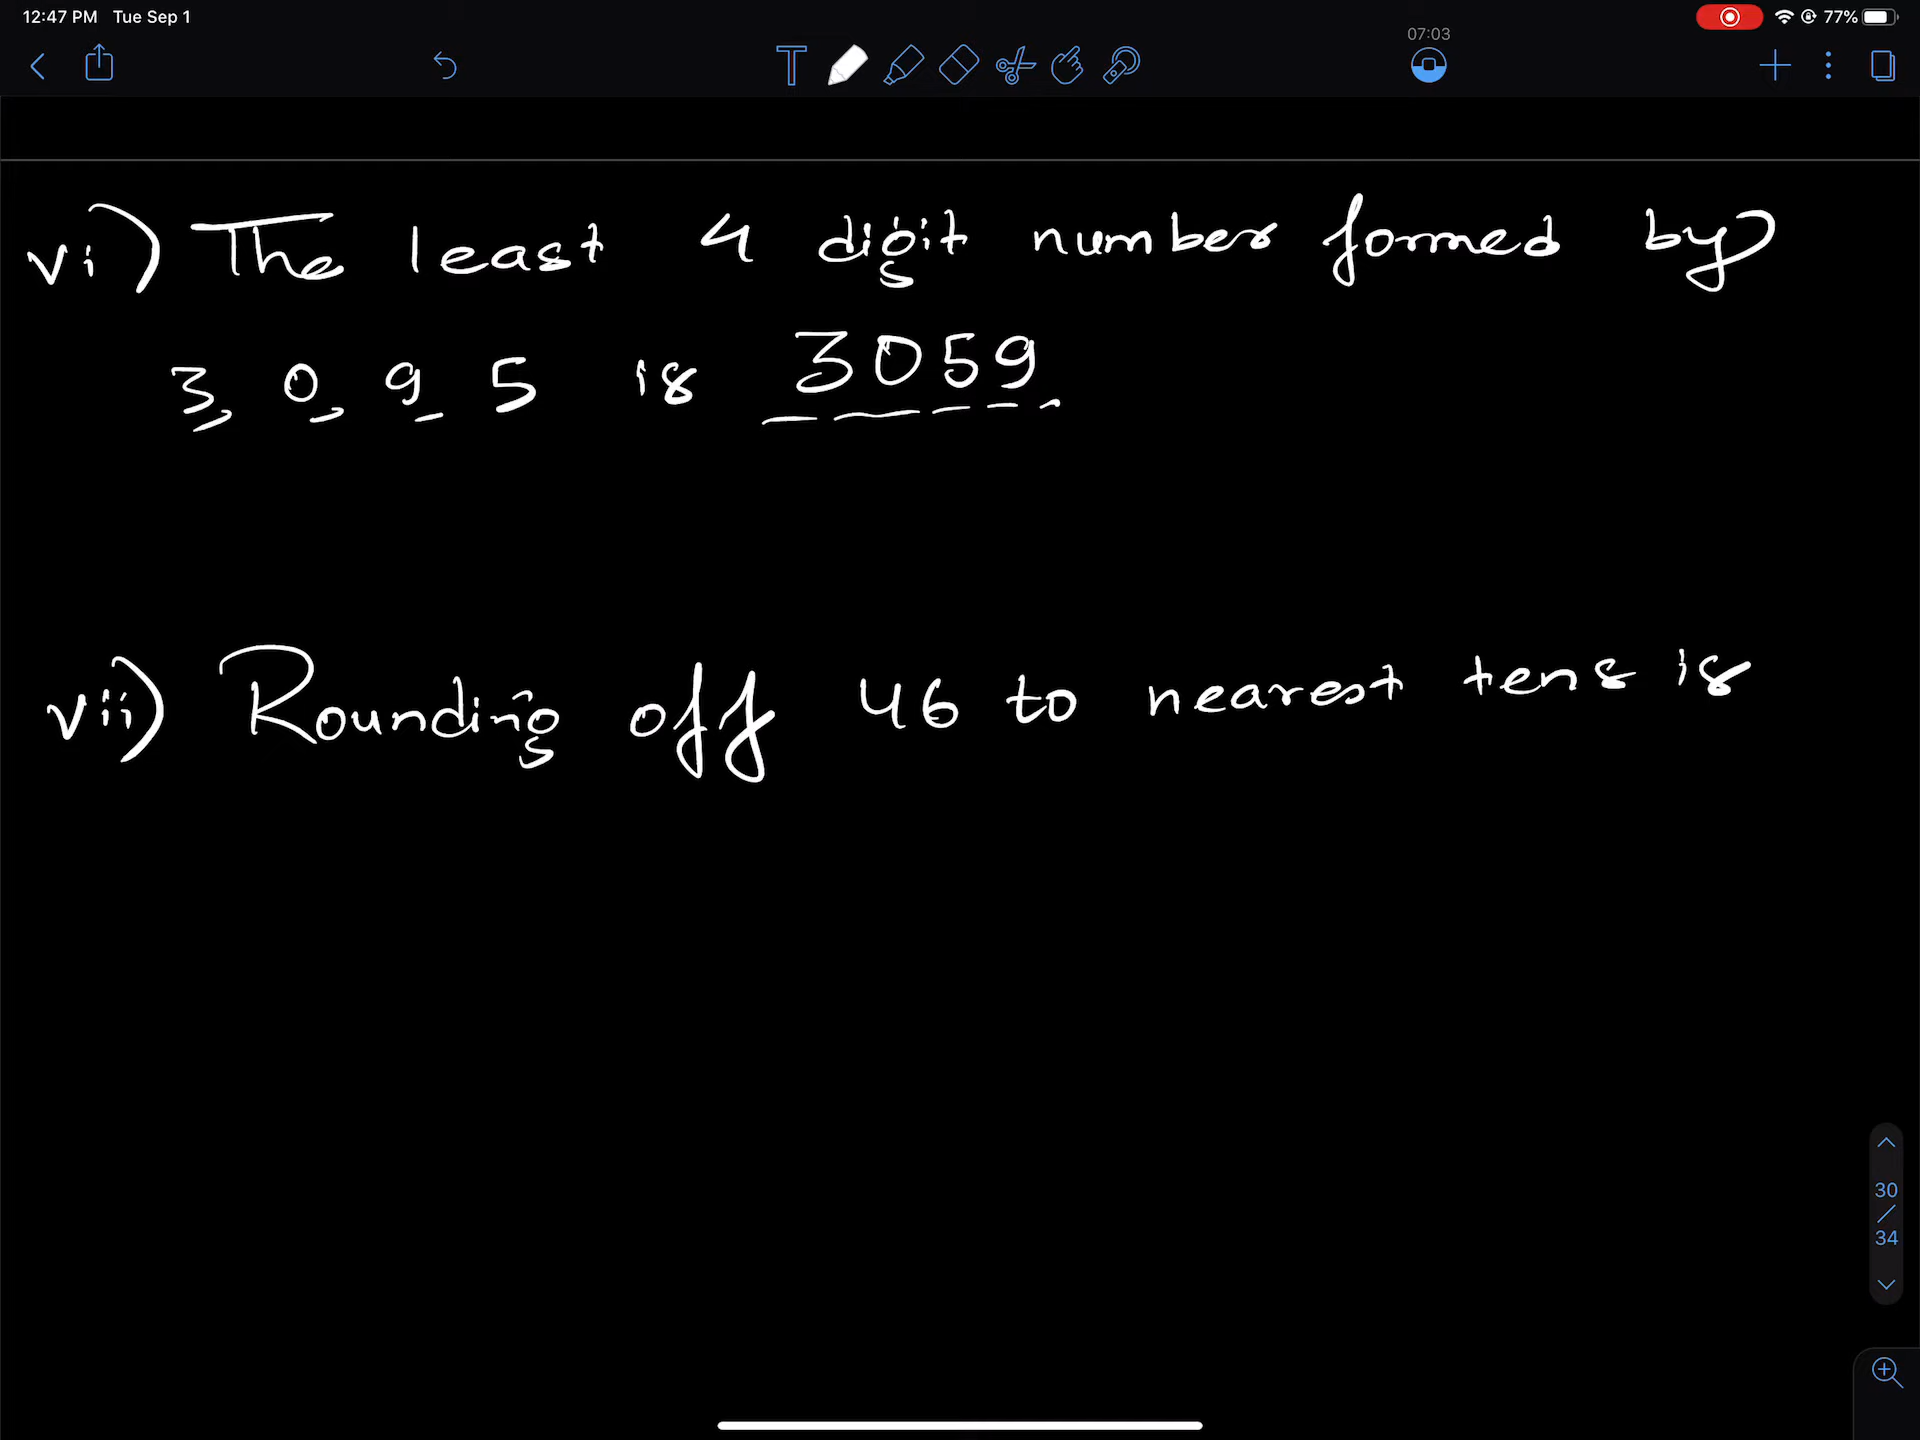 12:47 PM Tue Sep 1
77%
07:03
vi) The least 4 digit number formed by
3, 0, 9, 5 is 3059.
vii) Rounding off 46 to nearest tens is
30
/
34